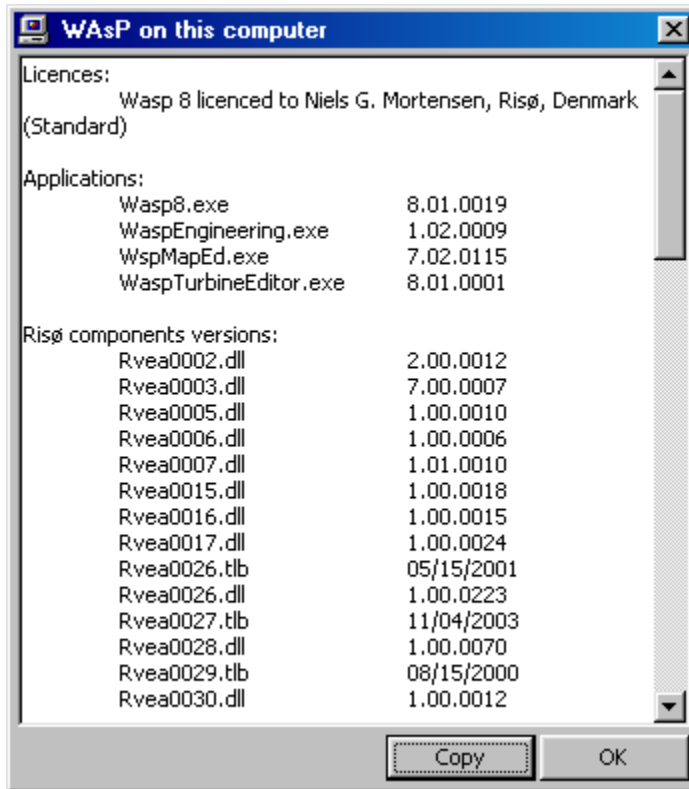 WAsP on this computer
Licences:
Wasp 8 licenced to Niels G. Mortensen, Risø, Denmark
(Standard)
Applications:
Wasp8.exe 8.01.0019
WaspEngineering.exe 1.02.0009
WspMapEd.exe 7.02.0115
WaspTurbineEditor.exe 8.01.0001
Risø components versions:
Rvea0002.dll 2.00.0012
Rvea0003.dll 7.00.0007
Rvea0005.dll 1.00.0010
Rvea0006.dll 1.00.0006
Rvea0007.dll 1.01.0010
Rvea0015.dll 1.00.0018
Rvea0016.dll 1.00.0015
Rvea0017.dll 1.00.0024
Rvea0026.tlb 05/15/2001
Rvea0026.dll 1.00.0223
Rvea0027.tlb 11/04/2003
Rvea0028.dll 1.00.0070
Rvea0029.tlb 08/15/2000
Rvea0030.dll 1.00.0012
Copy OK